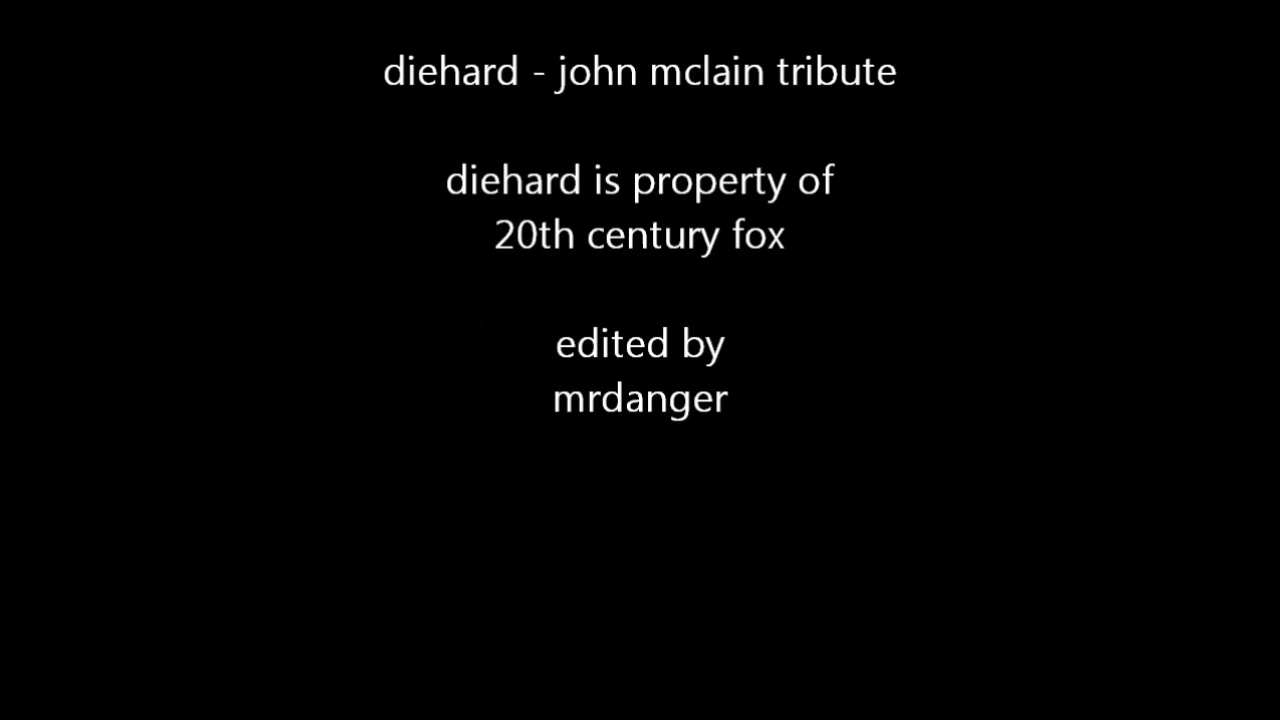 diehard - john mclain tribute
diehard is property of
20th century fox
edited by
mrdanger